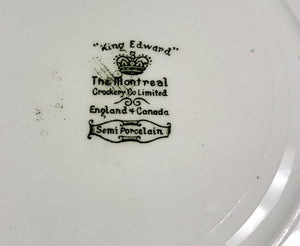 "King Edward"
The Montreal
Crockery Co Limited
England & Canada
Semi Porcelain